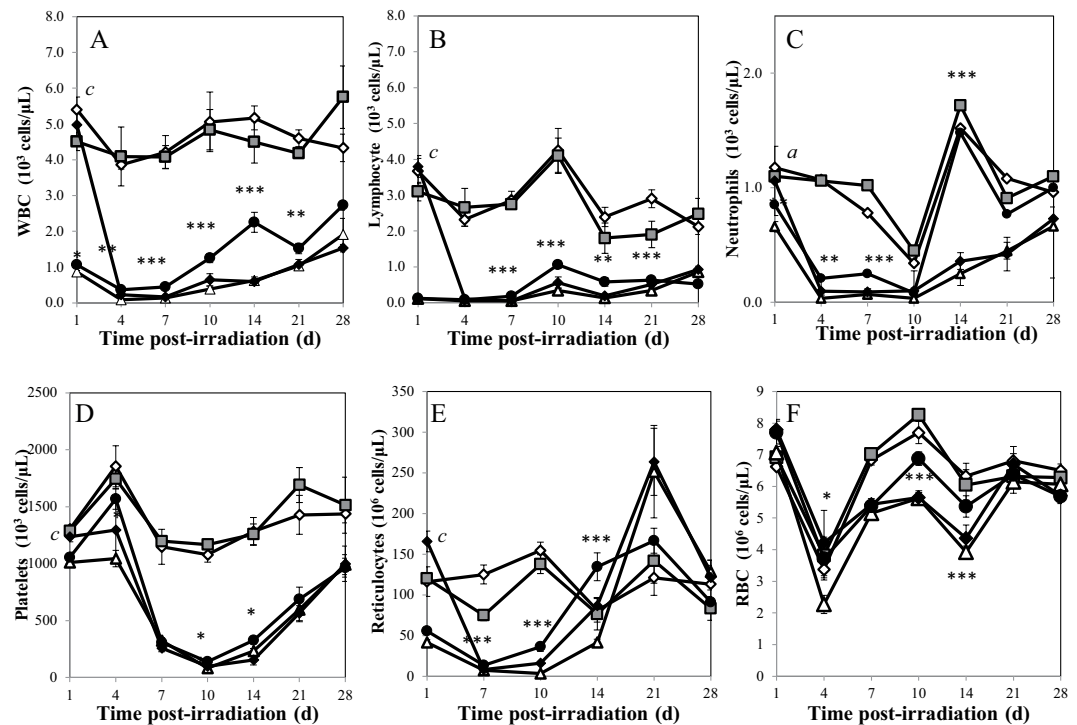 A
WBC (10³ cells/µL)
8.0
7.0
6.0
5.0
4.0
3.0
2.0
1.0
0.0
c
*
**
***
***
***
**
1 4 7 10 14 21 28
Time post-irradiation (d)
B
Lymphocyte (10³ cells/µL)
8.0
7.0
6.0
5.0
4.0
3.0
2.0
1.0
0.0
c
***
***
**
***
1 4 7 10 14 21 28
Time post-irradiation (d)
C
Neutrophils (10³ cells/µL)
2.0
1.0
0.0
a
*
**
***
***
1 4 7 10 14 21 28
Time post-irradiation (d)
D
Platelets (10³ cells/µL)
2500
2000
1500
1000
500
0
c
*
*
*
1 4 7 10 14 21 28
Time post-irradiation (d)
E
Reticulocytes (10⁶ cells/µL)
350
300
250
200
150
100
50
0
c
***
***
***
1 4 7 10 14 21 28
Time post-irradiation (d)
F
RBC (10⁶ cells/µL)
9
8
7
6
5
4
3
2
1
0
*
***
***
1 4 7 10 14 21 28
Time post-irradiation (d)